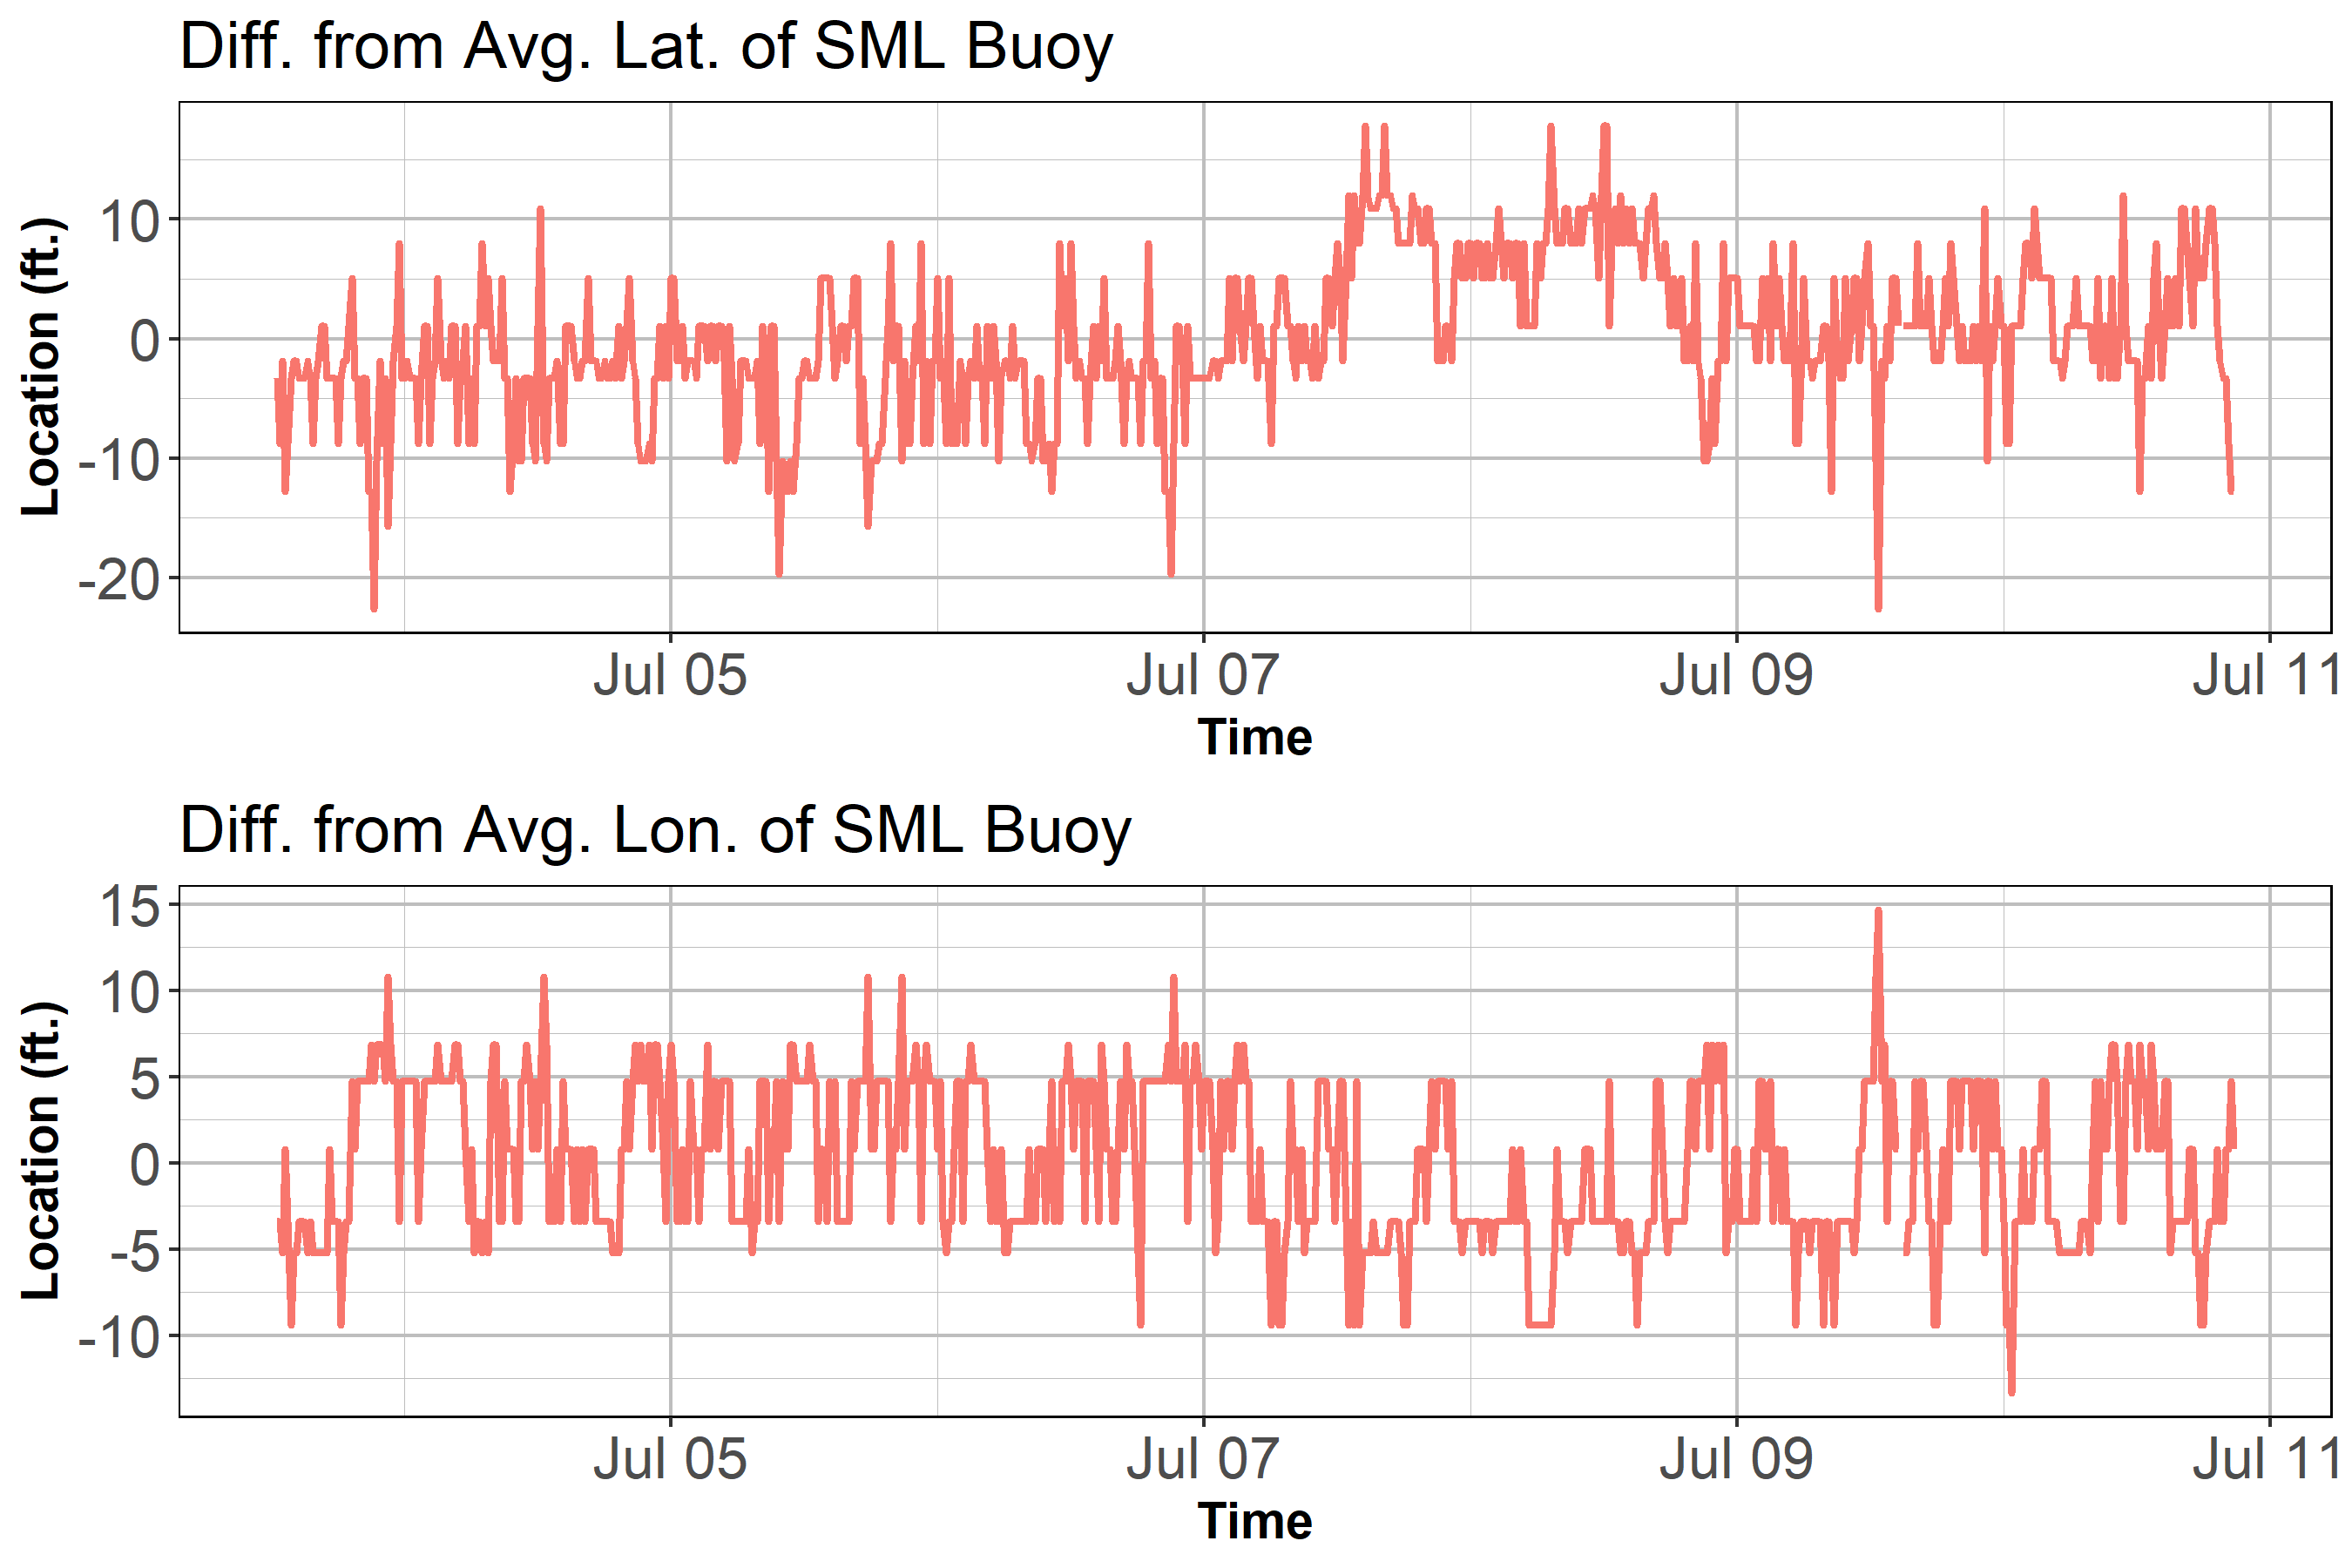 Diff. from Avg. Lat. of SML Buoy
Location (ft.)
10
0
-10
-20
Jul 05 Jul 07 Jul 09 Jul 11
Time
Diff. from Avg. Lon. of SML Buoy
Location (ft.)
15
10
5
0
-5
-10
Jul 05 Jul 07 Jul 09 Jul 11
Time